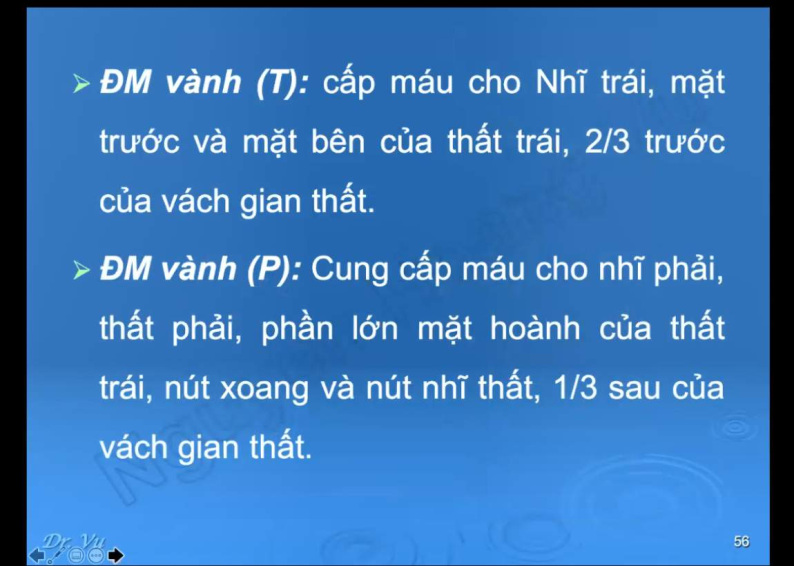 ➢ ĐM vành (T): cấp máu cho Nhĩ trái, mặt
trước và mặt bên của thất trái, 2/3 trước
của vách gian thất.
➢ ĐM vành (P): Cung cấp máu cho nhĩ phải,
thất phải, phần lớn mặt hoành của thất
trái, nút xoang và nút nhĩ thất, 1/3 sau của
vách gian thất.
Dr. Vu
56